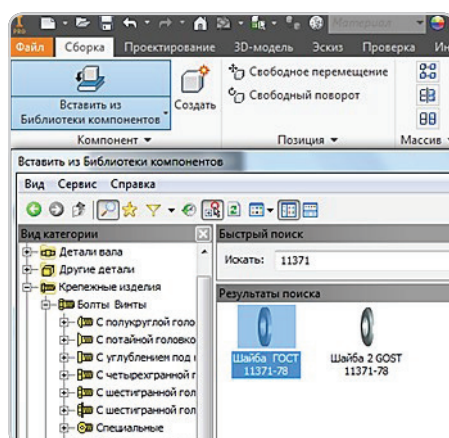 PRO
Материал
Файл Сборка Проектирование 3D-модель Эскиз Проверка Ин
Вставить из
Библиотеки компонентов
Создать
Свободное перемещение
Свободный поворот
Компонент Позиция Массив
Вставить из Библиотеки компонентов
Вид Сервис Справка
Вид категории
Детали вала
Другие детали
Крепежные изделия
Болты Винты
С полукруглой голо
С потайной головко
С углублением под
С четырехгранной г
С шестигранной гол
С шестигранной гол
Специальные
Быстрый поиск
Искать: 11371
Результаты поиска
Шайба ГОСТ
11371-78
Шайба 2 GOST
11371-78